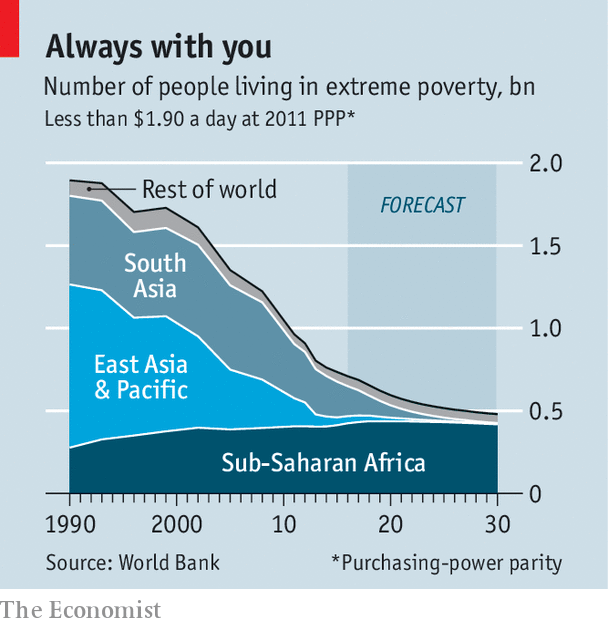 Always with you
Number of people living in extreme poverty, bn
Less than $1.90 a day at 2011 PPP*
2.0
Rest of world
FORECAST
1.5
South
Asia
1.0
East Asia
& Pacific
0.5
Sub-Saharan Africa
0
1990 2000 10 20 30
Source: World Bank *Purchasing-power parity
The Economist